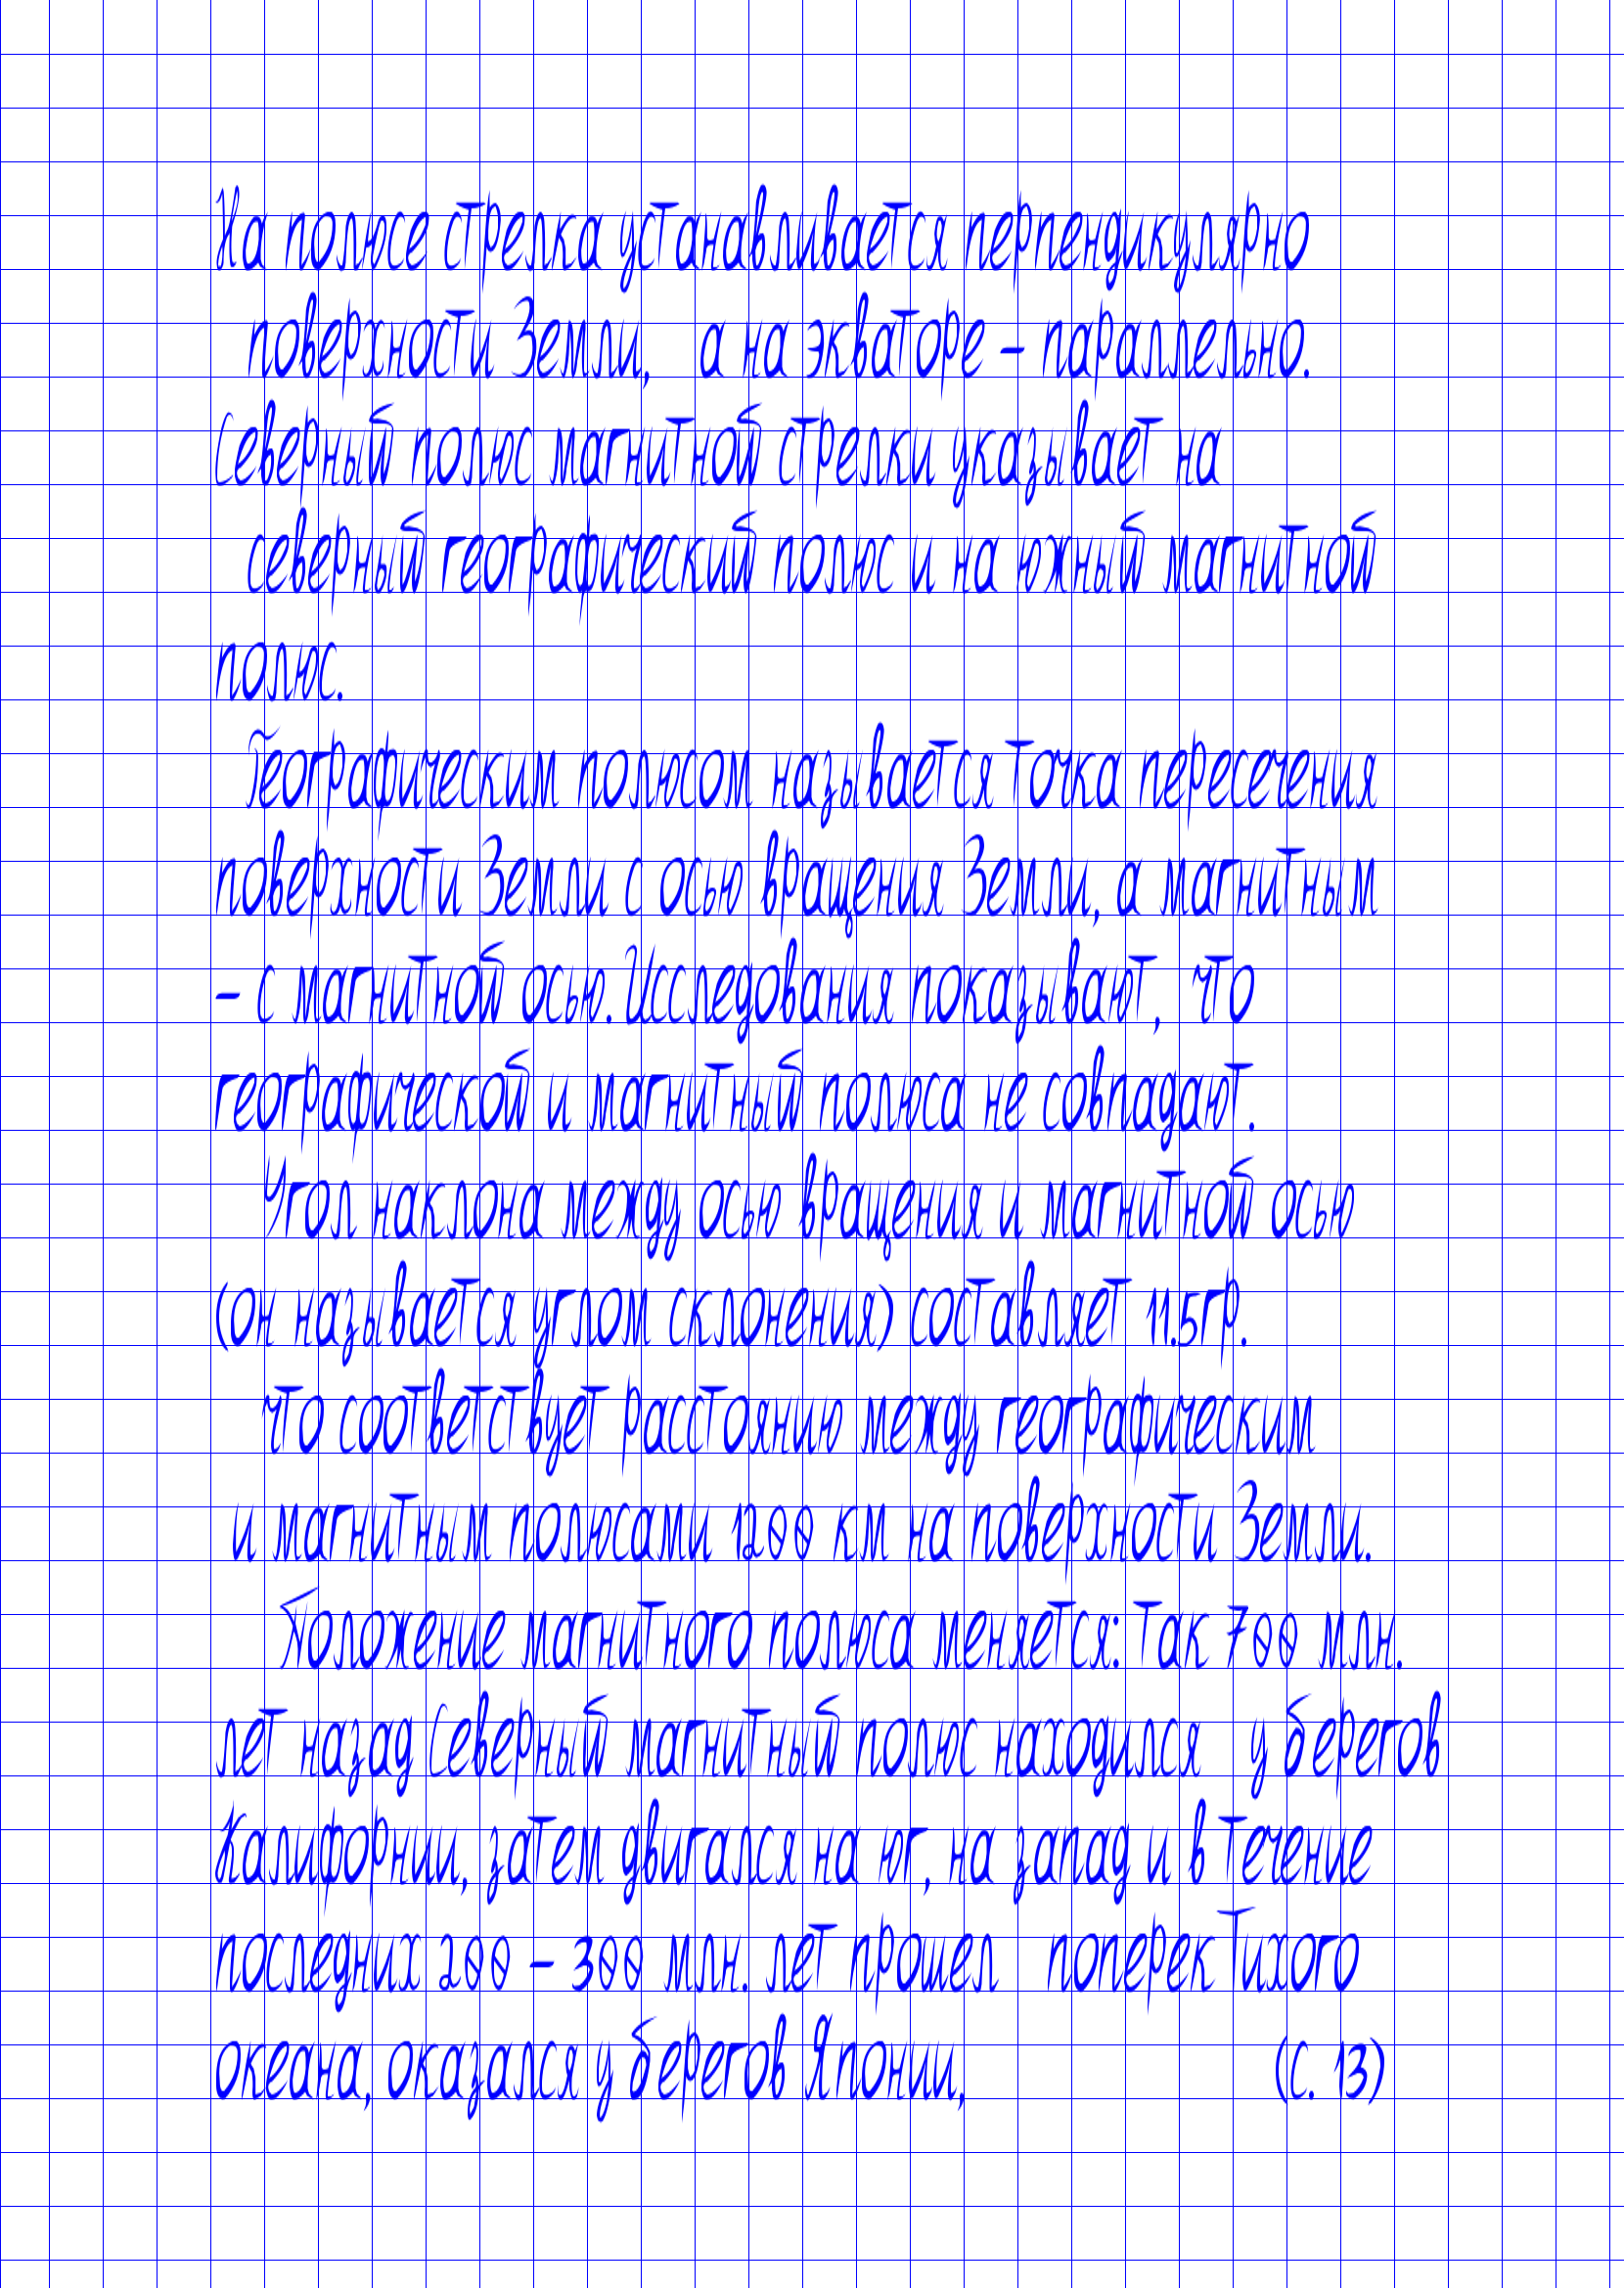 На полюсе стрелка устанавливается перпендикулярно
поверхности Земли, а на экваторе – параллельно.
Северный полюс магнитной стрелки указывает на
северный географический полюс и на южный магнитной
полюс.
Географическим полюсом называется точка пересечения
поверхности Земли с осью вращения Земли, а магнитным
– с магнитной осью. Исследования показывают, что
географической и магнитный полюса не совпадают.
Угол наклона между осью вращения и магнитной осью
(он называется углом склонения) составляет 11.5гр.
что соответствует расстоянию между географическим
и магнитным полюсами 1200 км на поверхности Земли.
Положение магнитного полюса меняется: так 700 млн.
лет назад Северный магнитный полюс находился у берегов
Калифорнии, затем двигался на юг, на запад и в течение
последних 200 – 300 млн. лет прошел поперек Тихого
океана, оказался у берегов Японии, (с. 13)